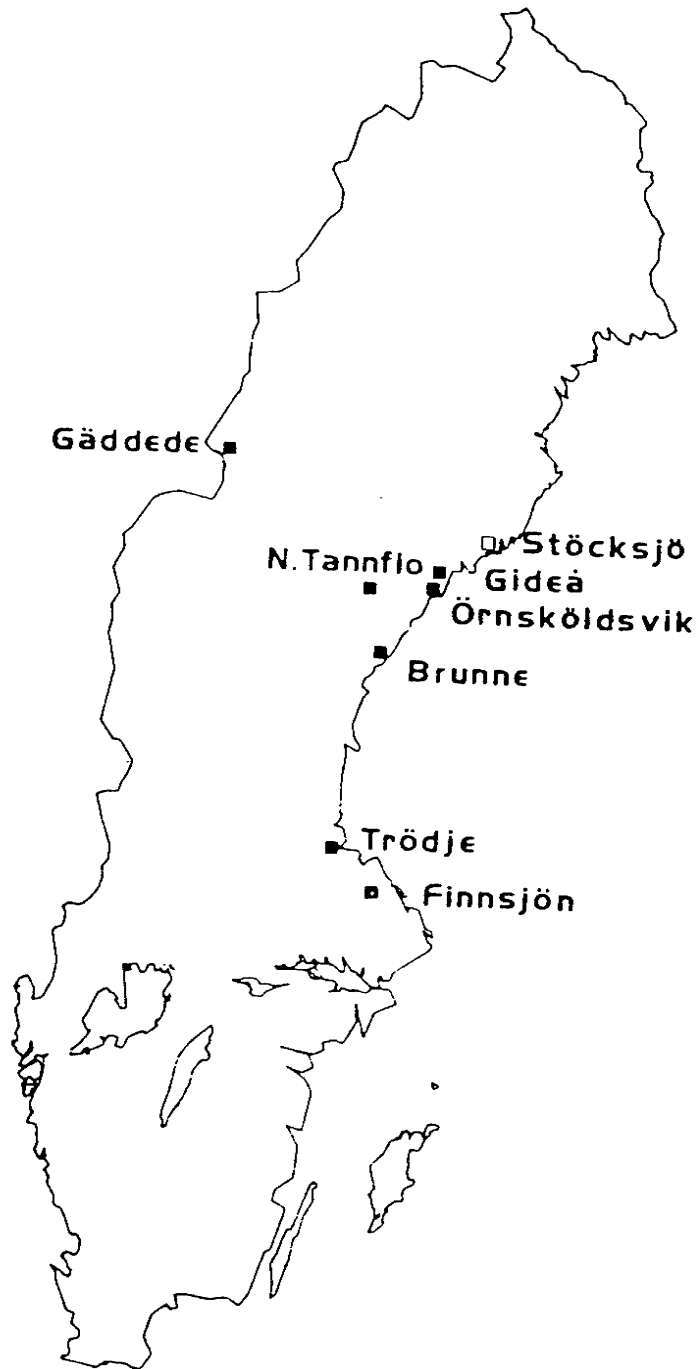 Gäddede
Stöcksjö
N.Tannflo
Gideå
Örnsköldsvik
Brunne
Trödje
Finnsjön